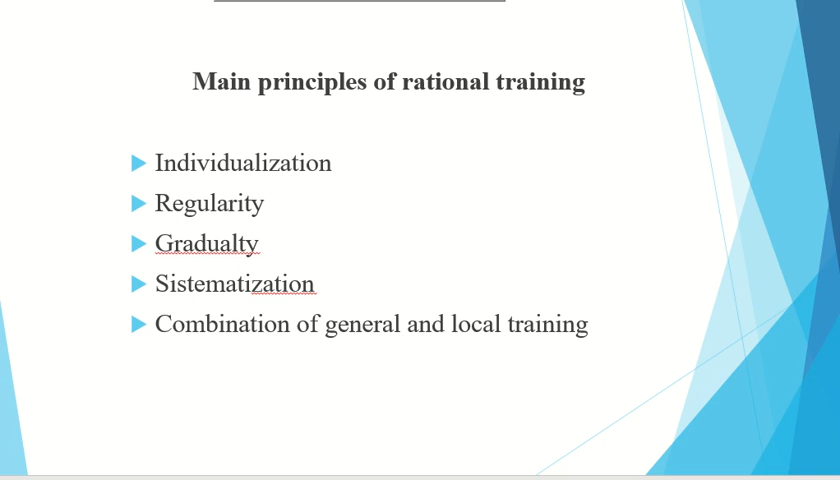 Main principles of rational training
Individualization
Regularity
Gradualty
Sistematization
Combination of general and local training